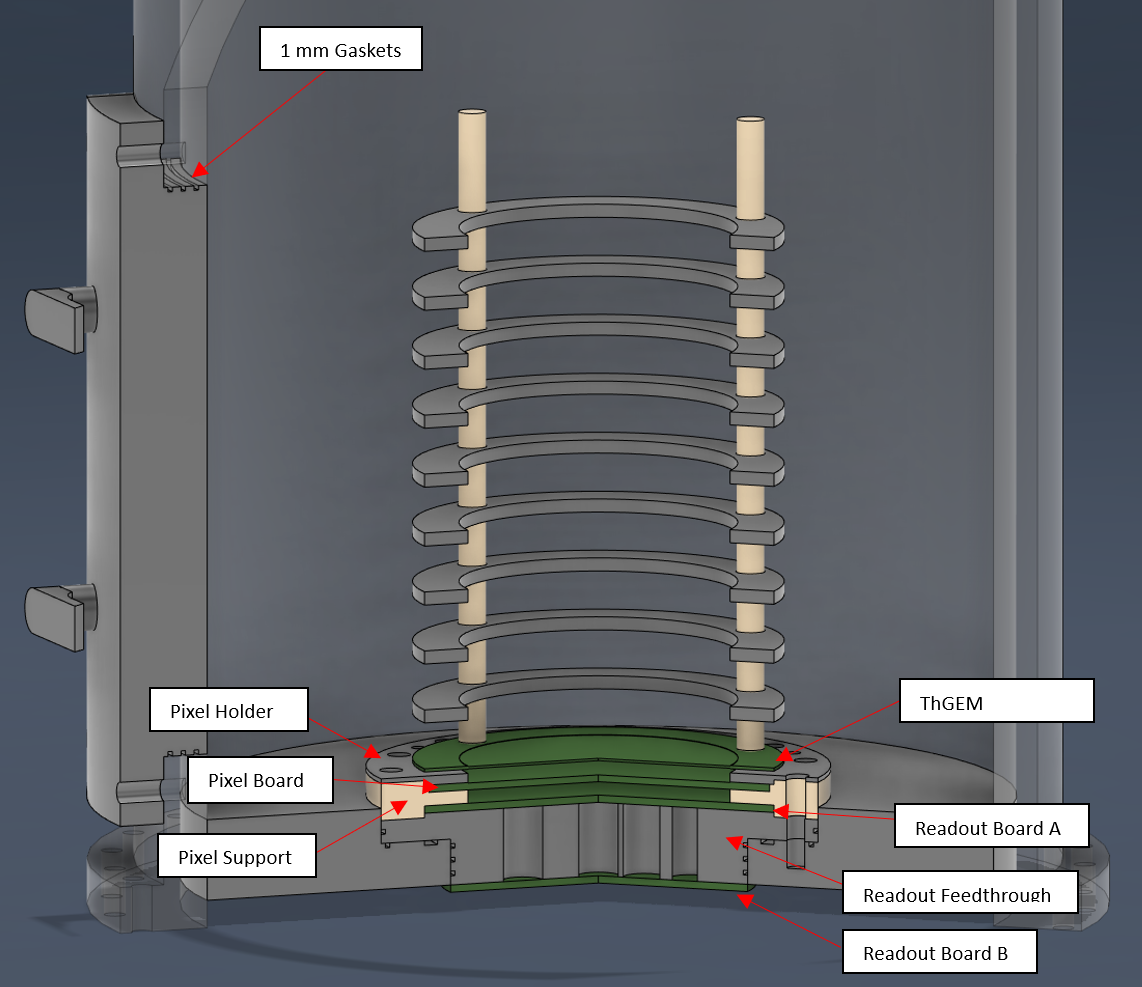 1 mm Gaskets
Pixel Holder
ThGEM
Pixel Board
Readout Board A
Pixel Support
Readout Feedthrough
Readout Board B